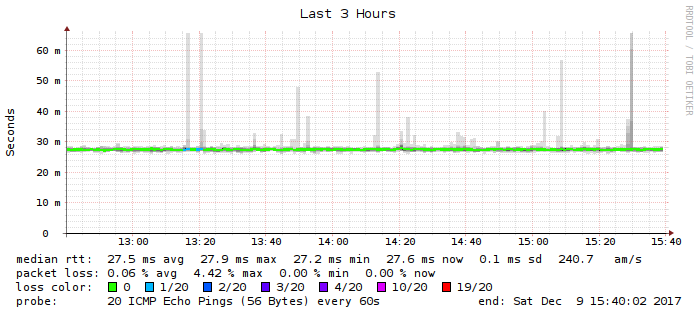 Last 3 Hours
RRDTOOL / TOBI OETIKER
Seconds
60 m
50 m
40 m
30 m
20 m
10 m
0
13:00 13:20 13:40 14:00 14:20 14:40 15:00 15:20 15:40
median rtt: 27.5 ms avg 27.9 ms max 27.2 ms min 27.6 ms now 0.1 ms sd 240.7 am/s
packet loss: 0.06 % avg 4.42 % max 0.00 % min 0.00 % now
loss color: 0 1/20 2/20 3/20 4/20 10/20 19/20
probe: 20 ICMP Echo Pings (56 Bytes) every 60s end: Sat Dec 9 15:40:02 2017